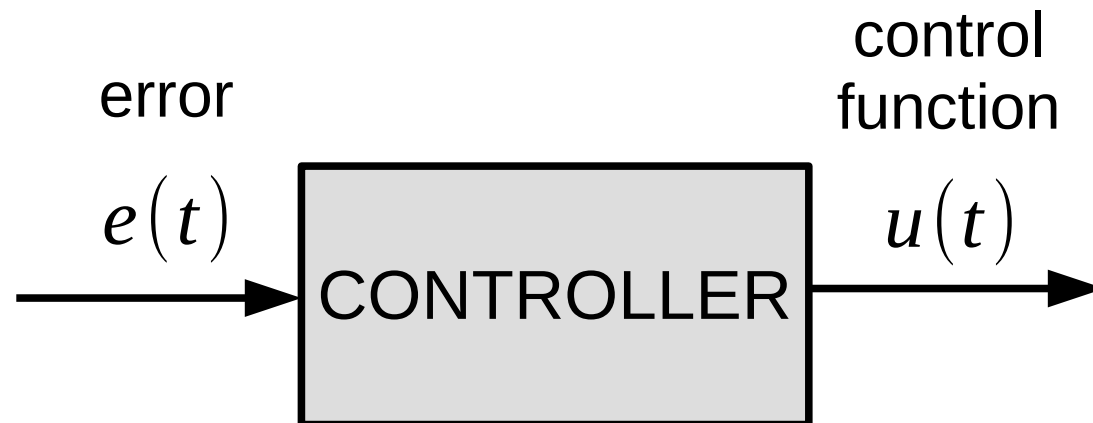 error
e(t)
CONTROLLER
control
function
u(t)